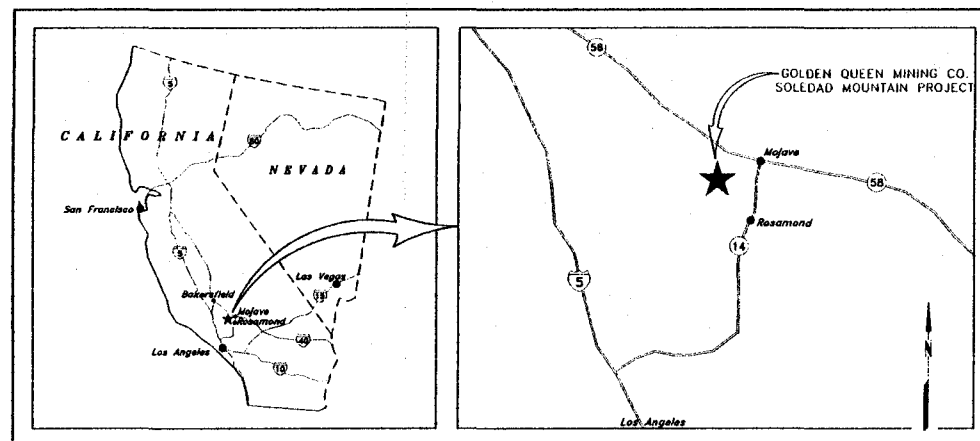 5
CALIFORNIA
80
NEVADA
San Francisco
5
Las Vegas
Bakersfield
15
Mojave
Rosamond
Los Angeles
40
10
58
GOLDEN QUEEN MINING CO.
SOLEDAD MOUNTAIN PROJECT
Mojave
58
Rosamond
14
5
N
Los Angeles